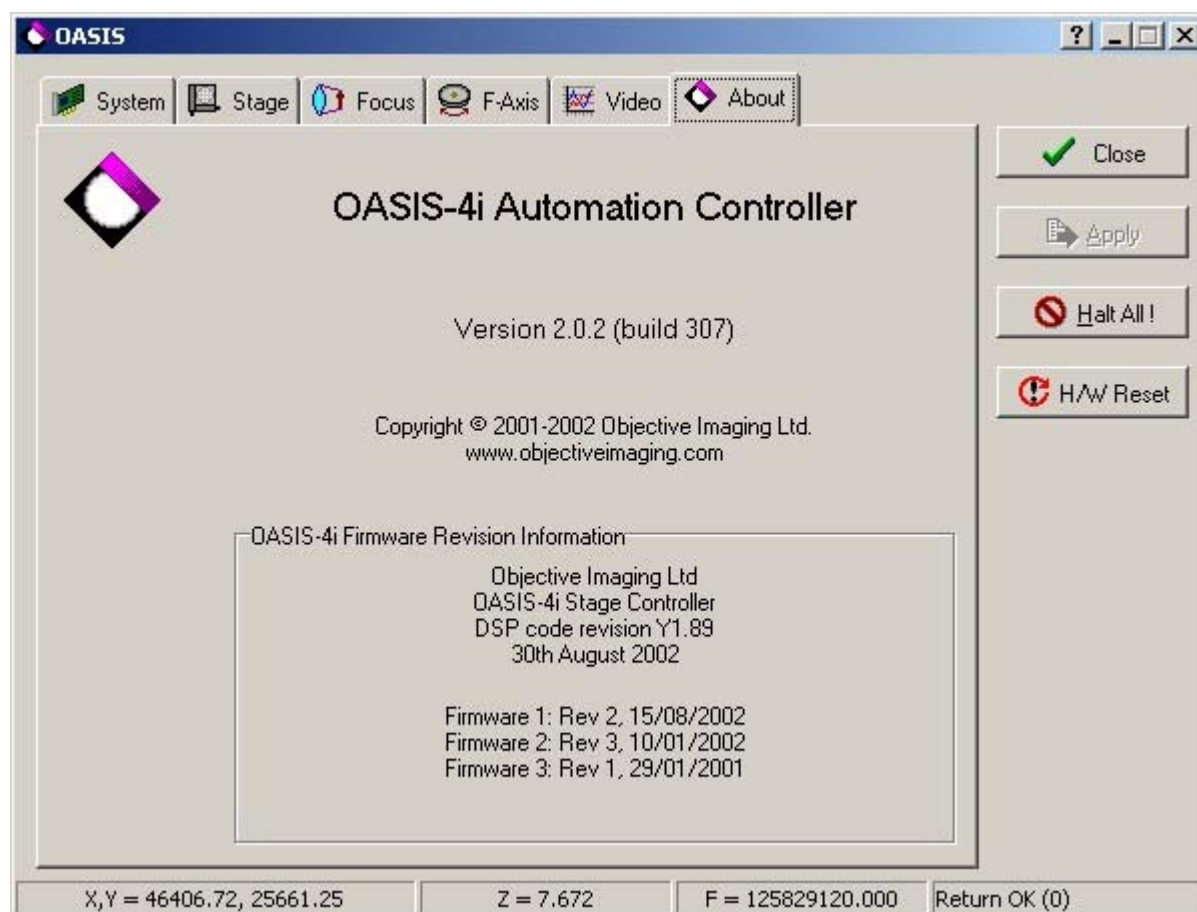 OASIS
System Stage Focus F-Axis Video About
Close
Apply
Halt All !
H/W Reset
OASIS-4i Automation Controller
Version 2.0.2 (build 307)
Copyright © 2001-2002 Objective Imaging Ltd.
www.objectiveimaging.com
OASIS-4i Firmware Revision Information
Objective Imaging Ltd
OASIS-4i Stage Controller
DSP code revision Y1.89
30th August 2002
Firmware 1: Rev 2, 15/08/2002
Firmware 2: Rev 3, 10/01/2002
Firmware 3: Rev 1, 29/01/2001
X,Y = 46406.72, 25661.25 Z = 7.672 F = 125829120.000 Return OK (0)